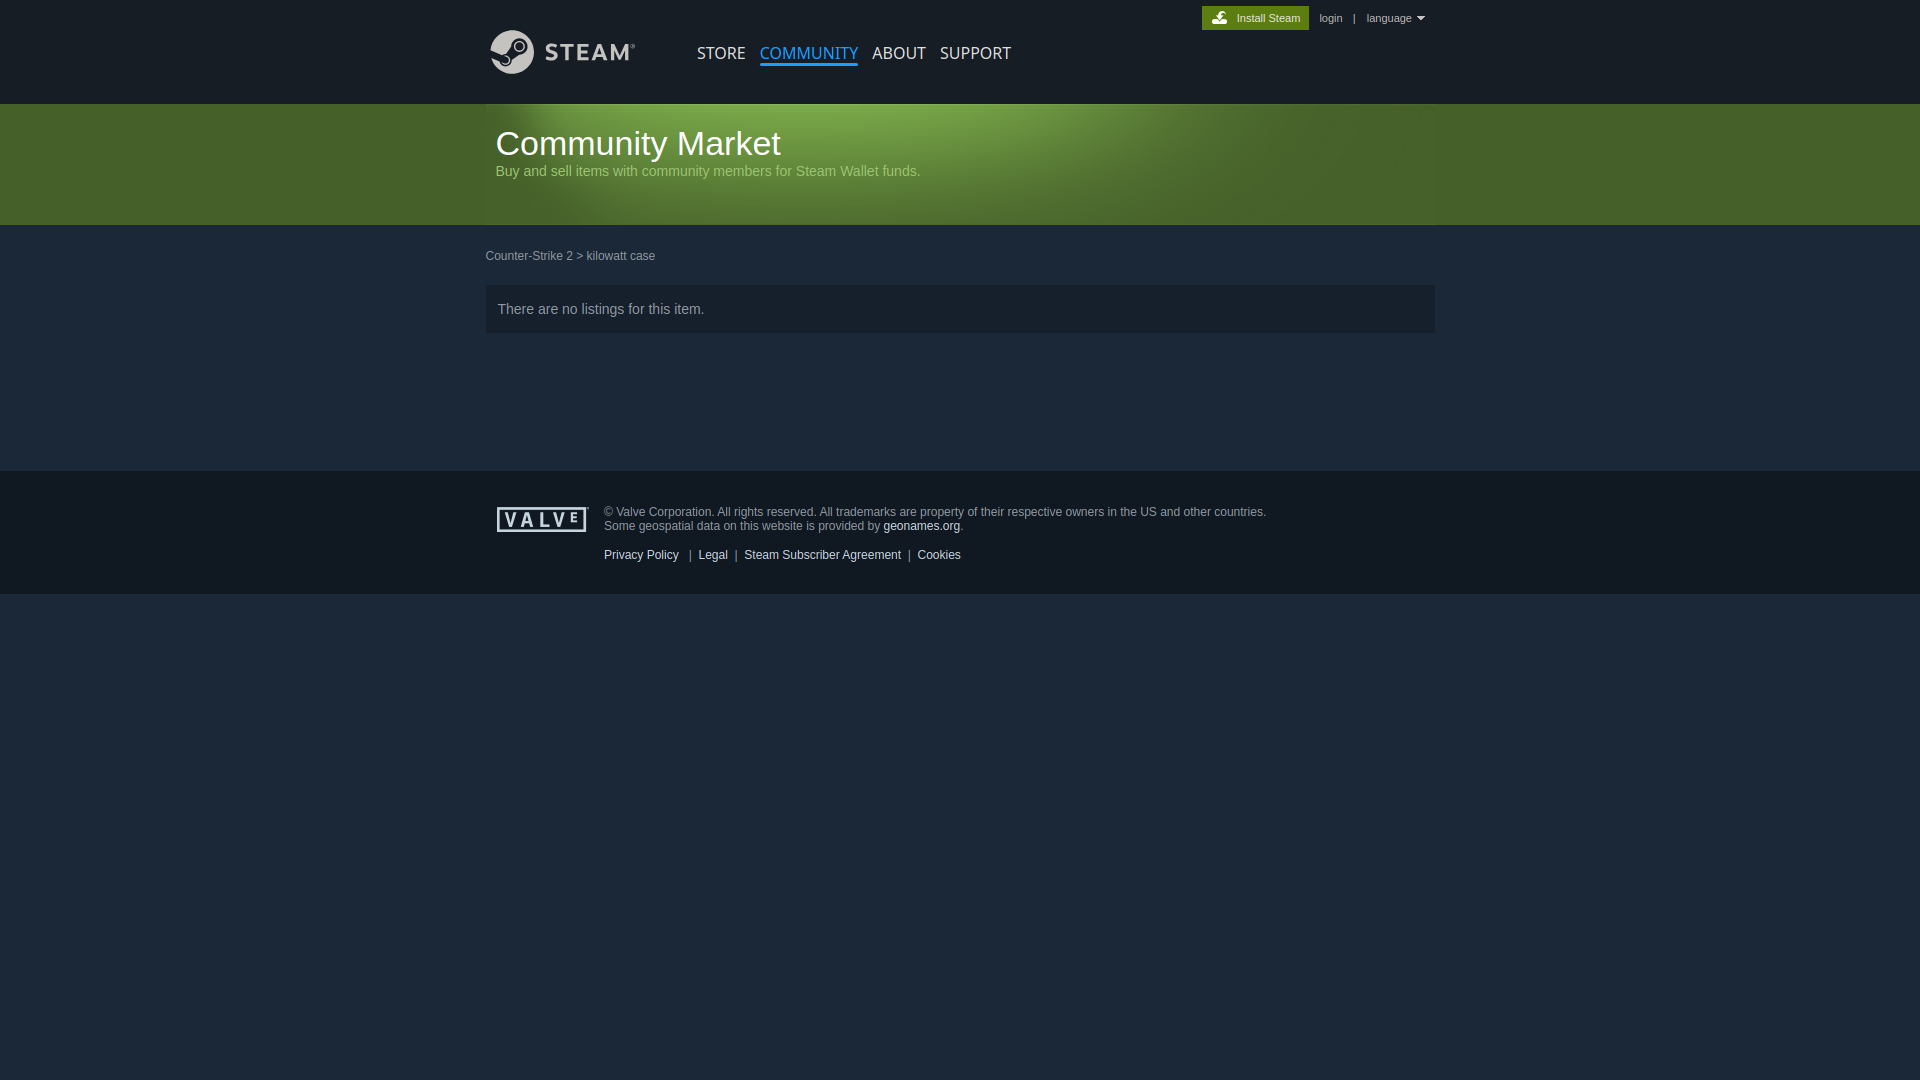 Install Steam
login | language
STEAM®
STORE COMMUNITY ABOUT SUPPORT
Community Market
Buy and sell items with community members for Steam Wallet funds.
Counter-Strike 2 > kilowatt case
There are no listings for this item.
VALVE
© Valve Corporation. All rights reserved. All trademarks are property of their respective owners in the US and other countries.
Some geospatial data on this website is provided by geonames.org.
Privacy Policy | Legal | Steam Subscriber Agreement | Cookies